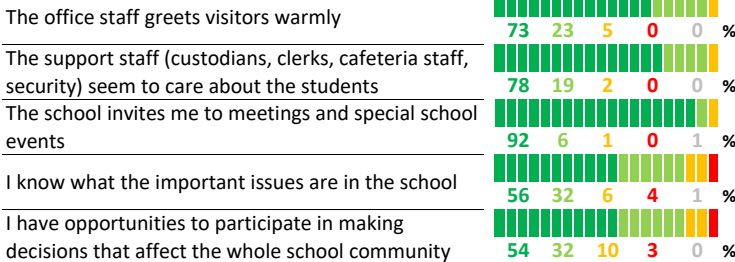 The office staff greets visitors warmly
73 23 5 0 0 %
The support staff (custodians, clerks, cafeteria staff,
security) seem to care about the students
78 19 2 0 0 %
The school invites me to meetings and special school
events
92 6 1 0 1 %
I know what the important issues are in the school
56 32 6 4 1 %
I have opportunities to participate in making
decisions that affect the whole school community
54 32 10 3 0 %